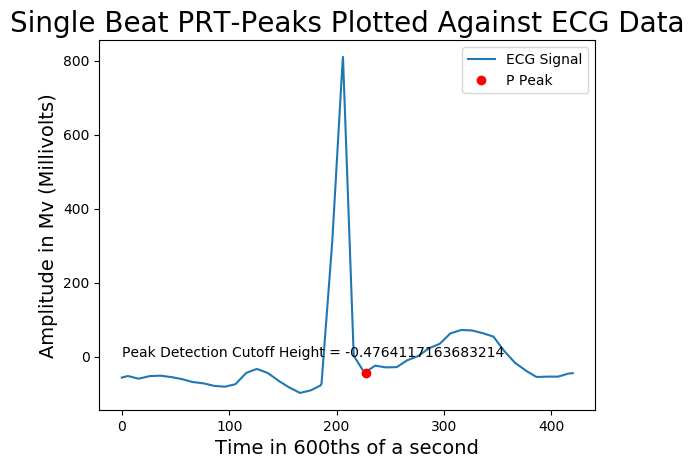 Single Beat PRT-Peaks Plotted Against ECG Data
ECG Signal
P Peak
800
600
400
200
0
Amplitude in Mv (Millivolts)
Peak Detection Cutoff Height = -0.4764117163683214
0 100 200 300 400
Time in 600ths of a second